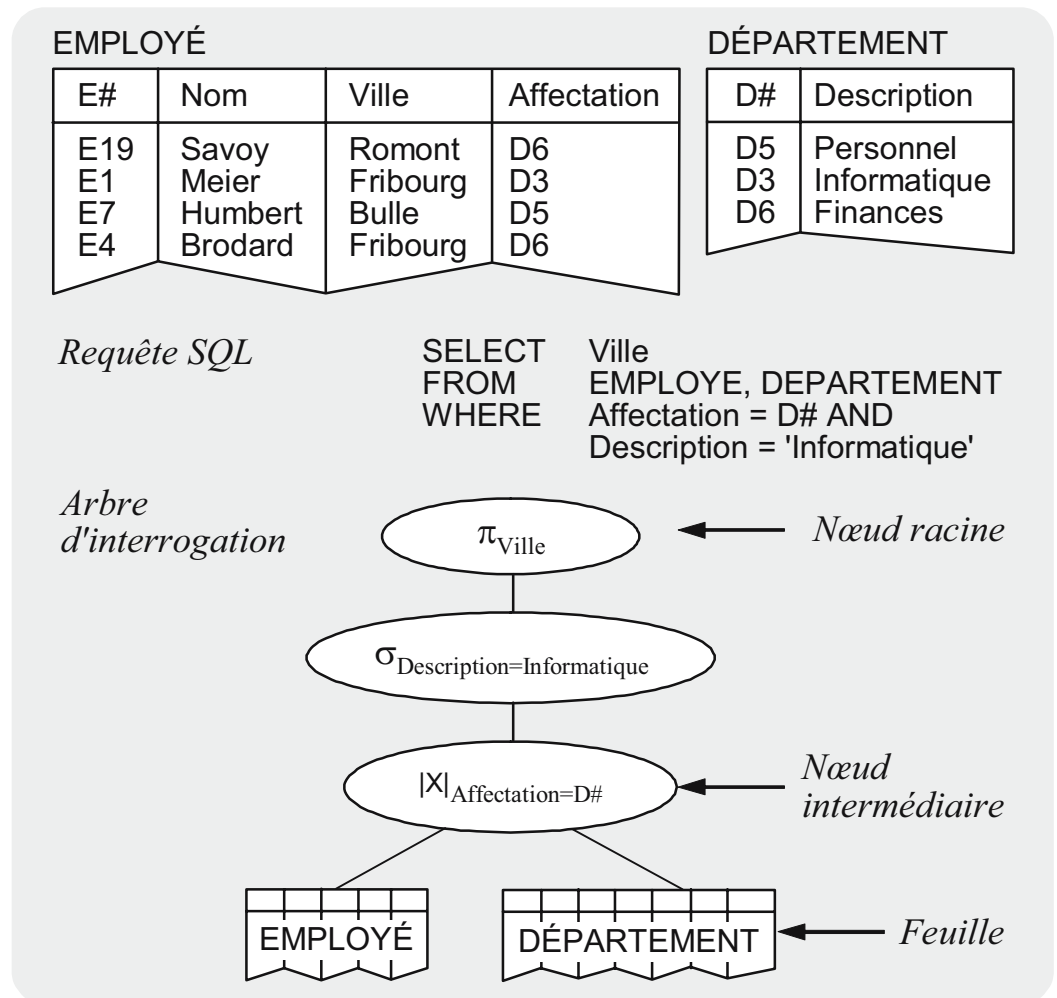 EMPLOYÉ
DÉPARTEMENT
E# Nom Ville Affectation
D# Description
E19 Savoy Romont D6
E1 Meier Fribourg D3
E7 Humbert Bulle D5
E4 Brodard Fribourg D6
D5 Personnel
D3 Informatique
D6 Finances
Requête SQL
SELECT Ville
FROM EMPLOYE, DEPARTEMENT
WHERE Affectation = D# AND
Description = 'Informatique'
Arbre
d'interrogation
πVille
Nœud racine
σDescription=Informatique
|X|Affectation=D#
Nœud
intermédiaire
EMPLOYÉ
DÉPARTEMENT
Feuille